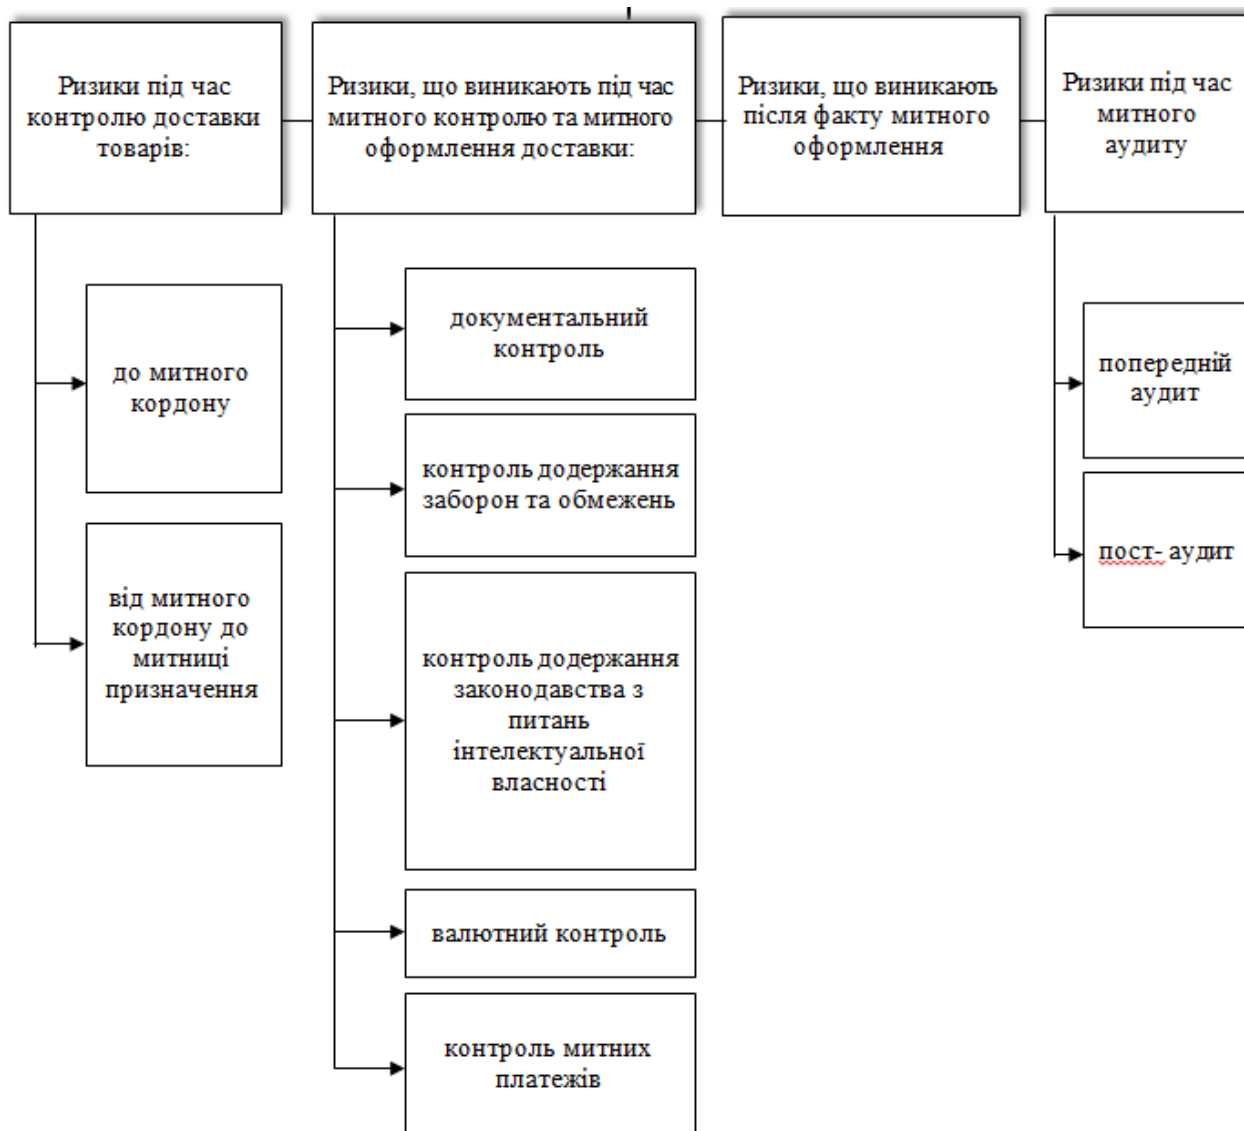 Ризики під час
контролю доставки
товарів:
Ризики, що виникають під час
митного контролю та митного
оформлення доставки:
Ризики, що виникають
після факту митного
оформлення
Ризики під час
митного
аудиту
до митного
кордону
від митного
кордону до
митниці
призначення
документальний
контроль
контроль додержання
заборон та обмежень
контроль додержання
законодавства з
питань
інтелектуальної
власності
валютний контроль
контроль митних
платежів
попередній
аудит
пост- аудит